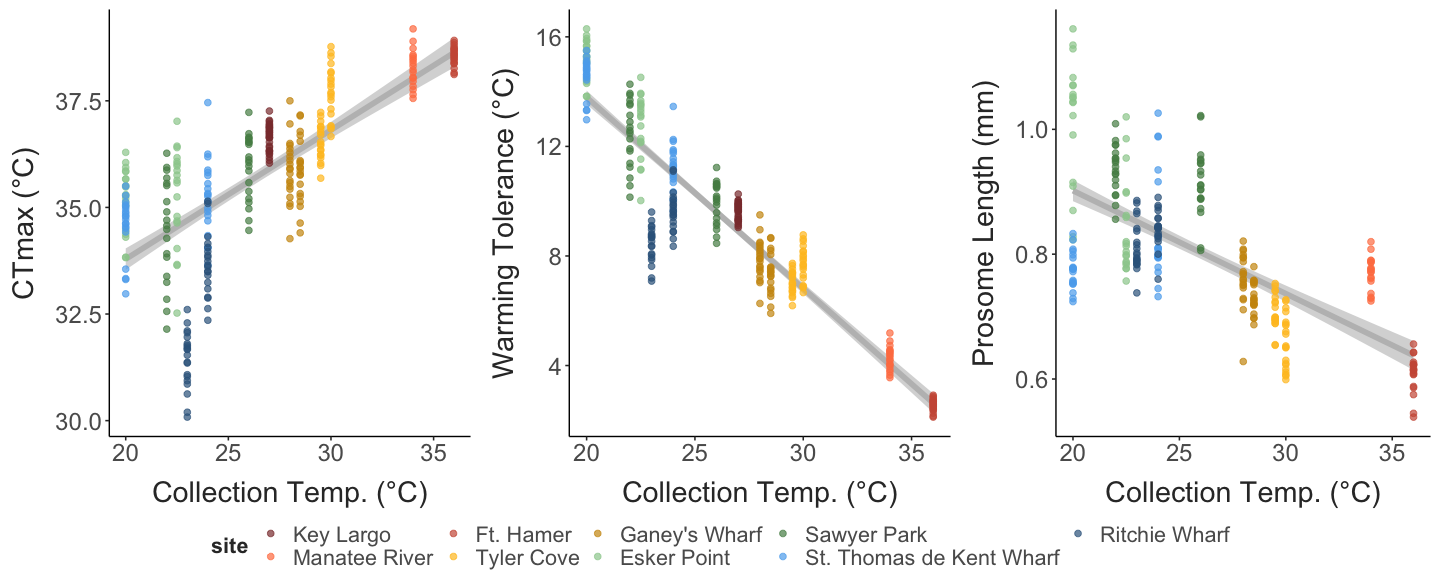 CTmax (°C)
37.5
35.0
32.5
30.0
20
25
30
35
Collection Temp. (°C)
Warming Tolerance (°C)
16
12
8
4
20
25
30
35
Collection Temp. (°C)
Prosome Length (mm)
1.0
0.8
0.6
20
25
30
35
Collection Temp. (°C)
site
Key Largo
Manatee River
Ft. Hamer
Tyler Cove
Ganey's Wharf
Esker Point
Sawyer Park
St. Thomas de Kent Wharf
Ritchie Wharf